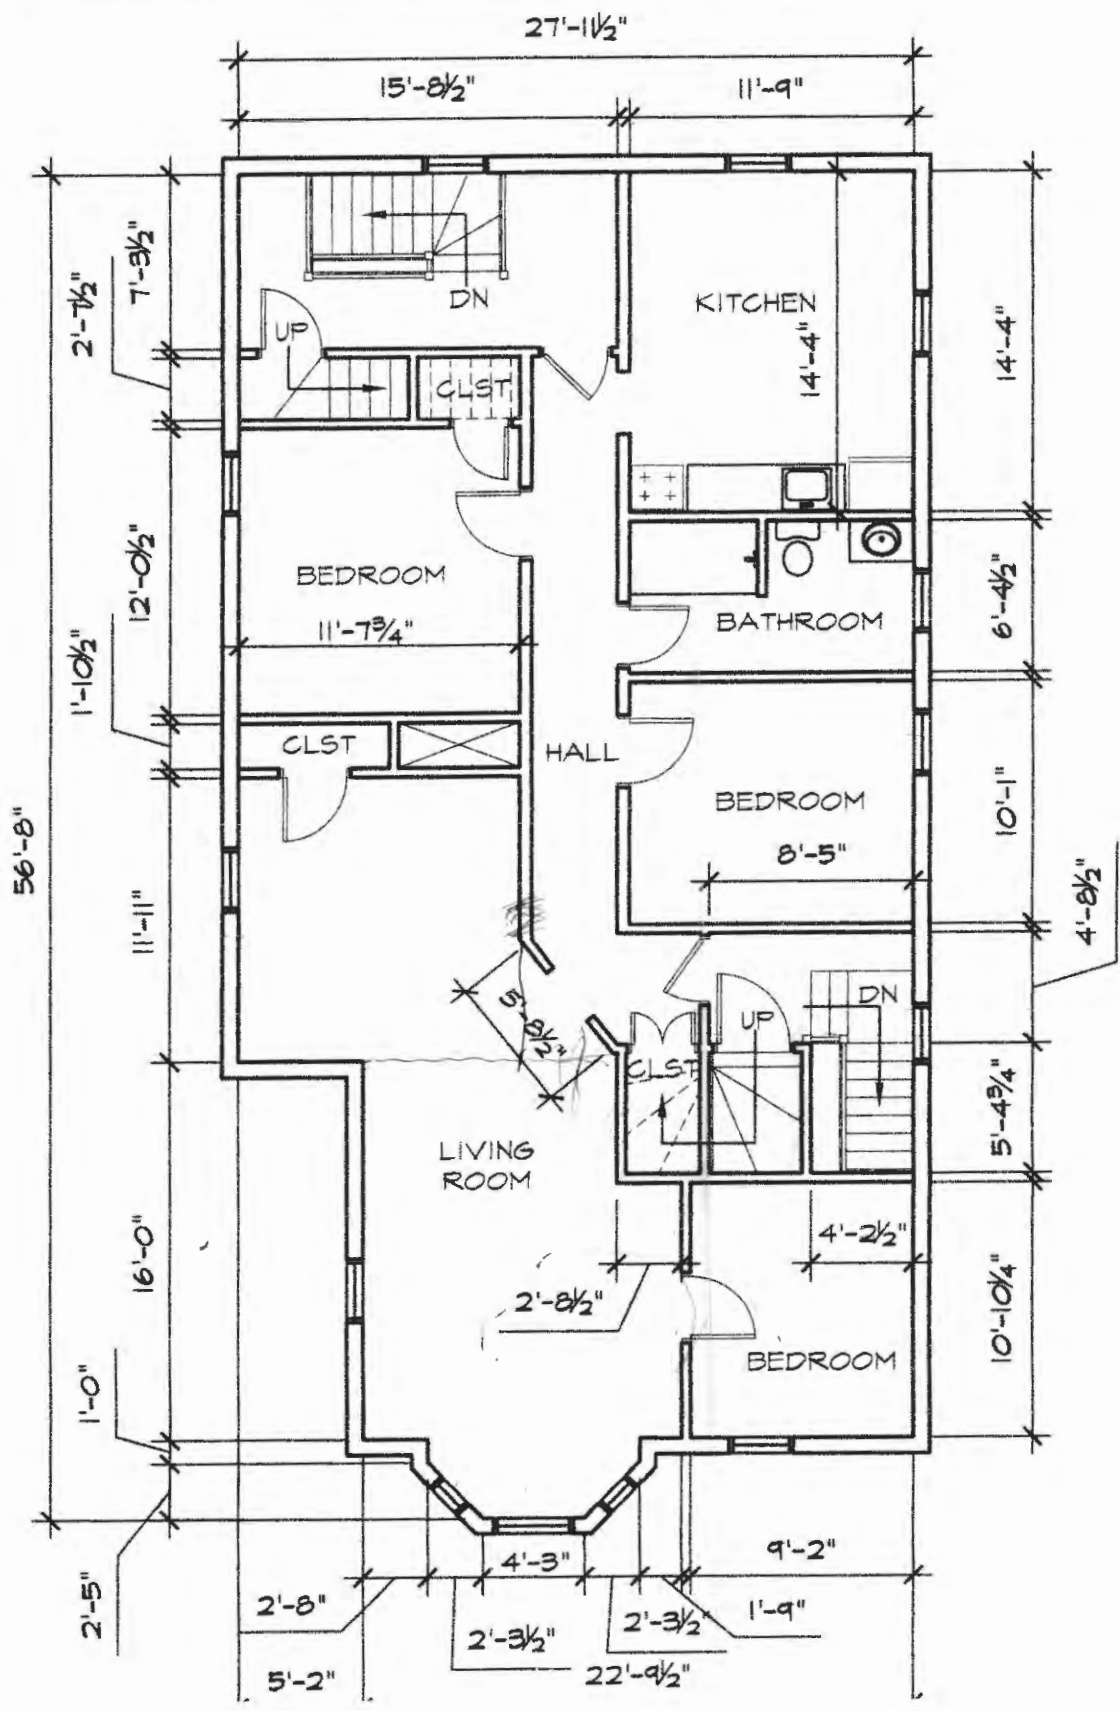 27'-11½"
15'-8½"
11'-9"
7'-3½"
2'-7½"
DN
UP
CLST
KITCHEN
14'-4"
14'-4"
12'-0½"
BEDROOM
11'-7¾"
BATHROOM
6'-4½"
1'-10½"
CLST
HALL
BEDROOM
8'-5"
10'-1"
56'-8"
11'-11"
4'-8½"
5'-8½"
UP
DN
CLST
5'-4¾"
LIVING
ROOM
16'-0"
4'-2½"
2'-8½"
BEDROOM
10'-10¼"
1'-0"
2'-5"
4'-3"
9'-2"
2'-8"
2'-3½"
2'-3½"
1'-9"
5'-2"
22'-9½"